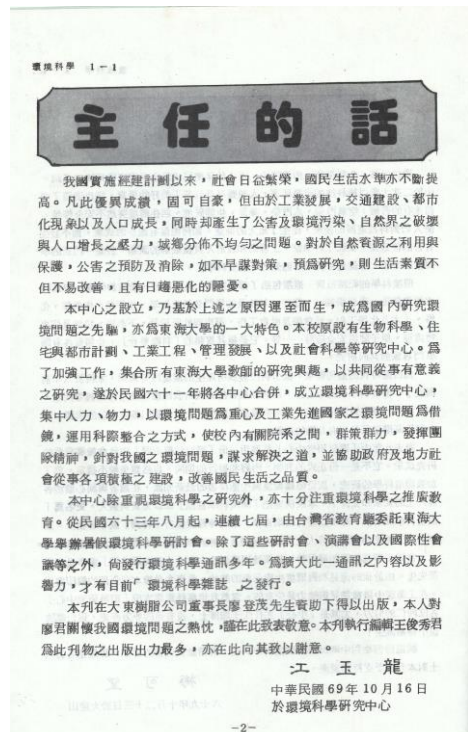 環境科學 1－1
主任的話
我國實施經建計劃以來，社會日益繁榮，國民生活水準亦不斷提
高。凡此優異成績，固可自豪，但由於工業發展，交通建設、都市
化現象以及人口成長，同時却產生了公害及環境污染、自然界之破壞
與人口增長之壓力，城鄉分佈不均勻之問題。對於自然資源之利用與
保護，公害之預防及消除，如不早謀對策，預爲研究，則生活素質不
但不易改善，且有日趨惡化的隱憂。
本中心之設立，乃基於上述之原因運至而生，成爲國內研究環
境問題之先驅，亦爲東海大學的一大特色。本校原設有生物科學、住
宅與都市計劃、工業工程、管理發展、以及社會科學等研究中心。爲
了加強工作，集合所有東海大學教師的研究興趣，以共同從事有意義
之研究，遂於民國六十一年將各中心合併，成立環境科學研究中心，
集中人力、物力，以環境問題爲重心及工業先進國家之環境問題爲借
鏡，運用科際整合之方式，使校內有關院系之間，群策群力，發揮團
隊精神，針對我國之環境問題，謀求解決之道，並協助政府及地方社
會從事各項積極之建設，改善國民生活之品質。
本中心除重視環境科學之研究外，亦十分注重環境科學之推廣教
育。從民國六十三年八月起，連續七屆，由台灣省教育廳委託東海大
學舉辦暑假環境科學研討會。除了這些研討會、演講會以及國際性會
議等之外，尙發行環境科學通訊多年。爲擴大此一通訊之內容以及影
響力，才有目前「環境科學雜誌」之發行。
本刊在大東樹脂公司董事長廖登茂先生資助下得以出版，本人對
廖君關懷我國環境問題之熱忱，謹在此致表敬意。本刊執行編輯王俊秀君
爲此刊物之出版出力最多，亦在此向其致以謝意。
江玉龍
中華民國69年10月16日
於環境科學研究中心
－2－